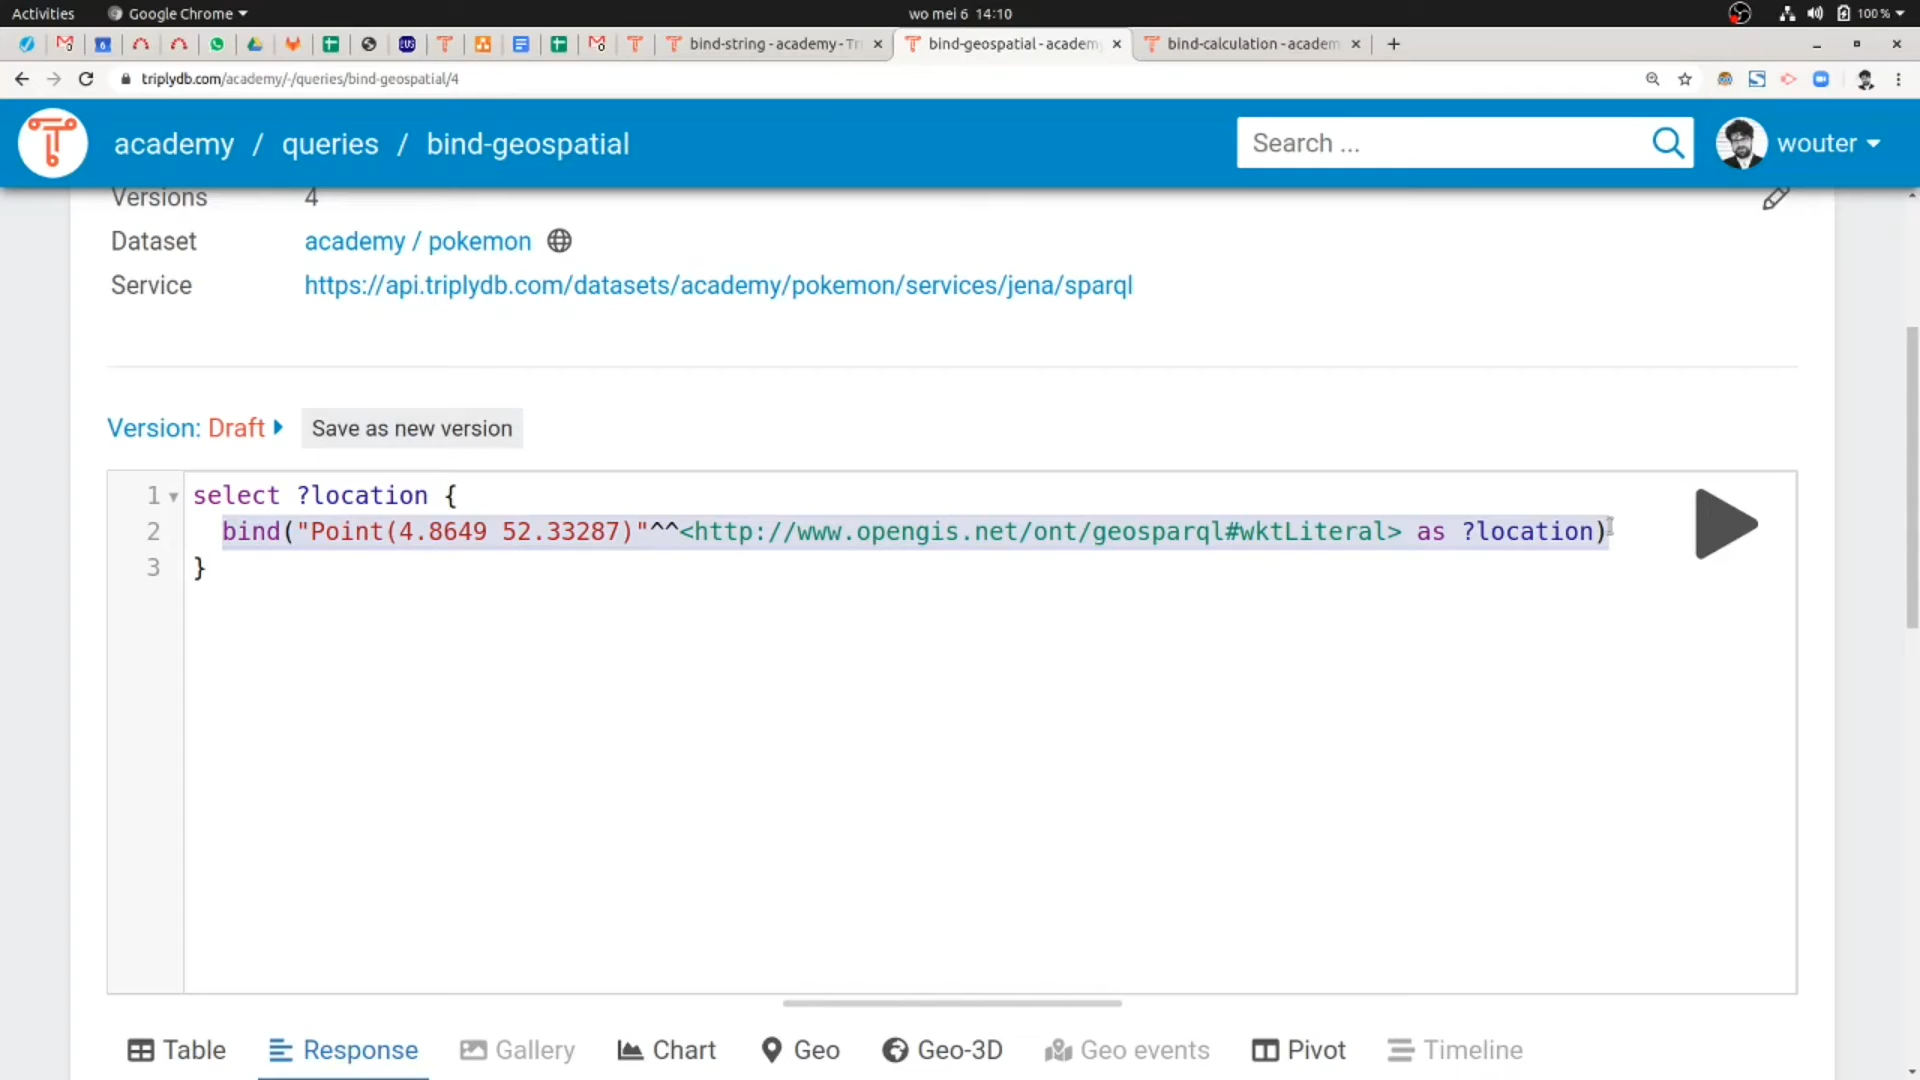 Activities Google Chrome wo mei 6 14:10 100 %
bind-string - academy - Tr bind-geospatial - academ bind-calculation - academ
triplydb.com/academy/-/queries/bind-geospatial/4
academy / queries / bind-geospatial Search ... wouter
Versions 4
Dataset academy / pokemon
Service https://api.triplydb.com/datasets/academy/pokemon/services/jena/sparql
Version: Draft Save as new version
1 select ?location {
2 bind("Point(4.8649 52.33287)"^^<http://www.opengis.net/ont/geosparql#wktLiteral> as ?location)
3 }
Table Response Gallery Chart Geo Geo-3D Geo events Pivot Timeline